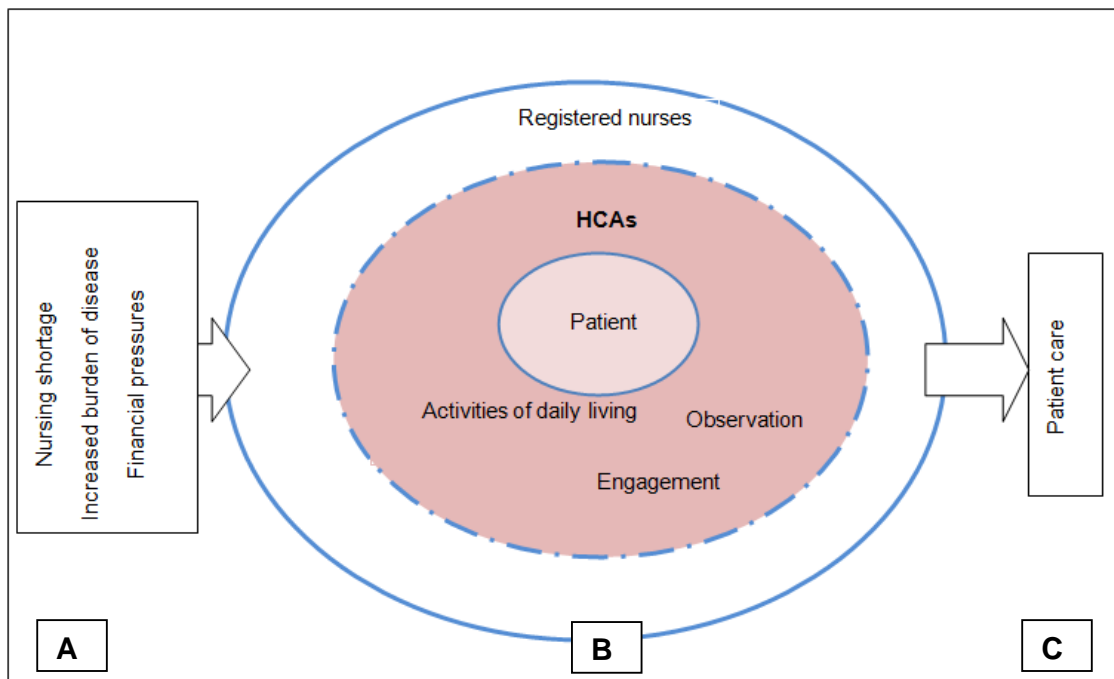 Nursing shortage
Increased burden of disease
Financial pressures
Registered nurses
HCAs
Patient
Activities of daily living
Observation
Engagement
Patient care
A
B
C